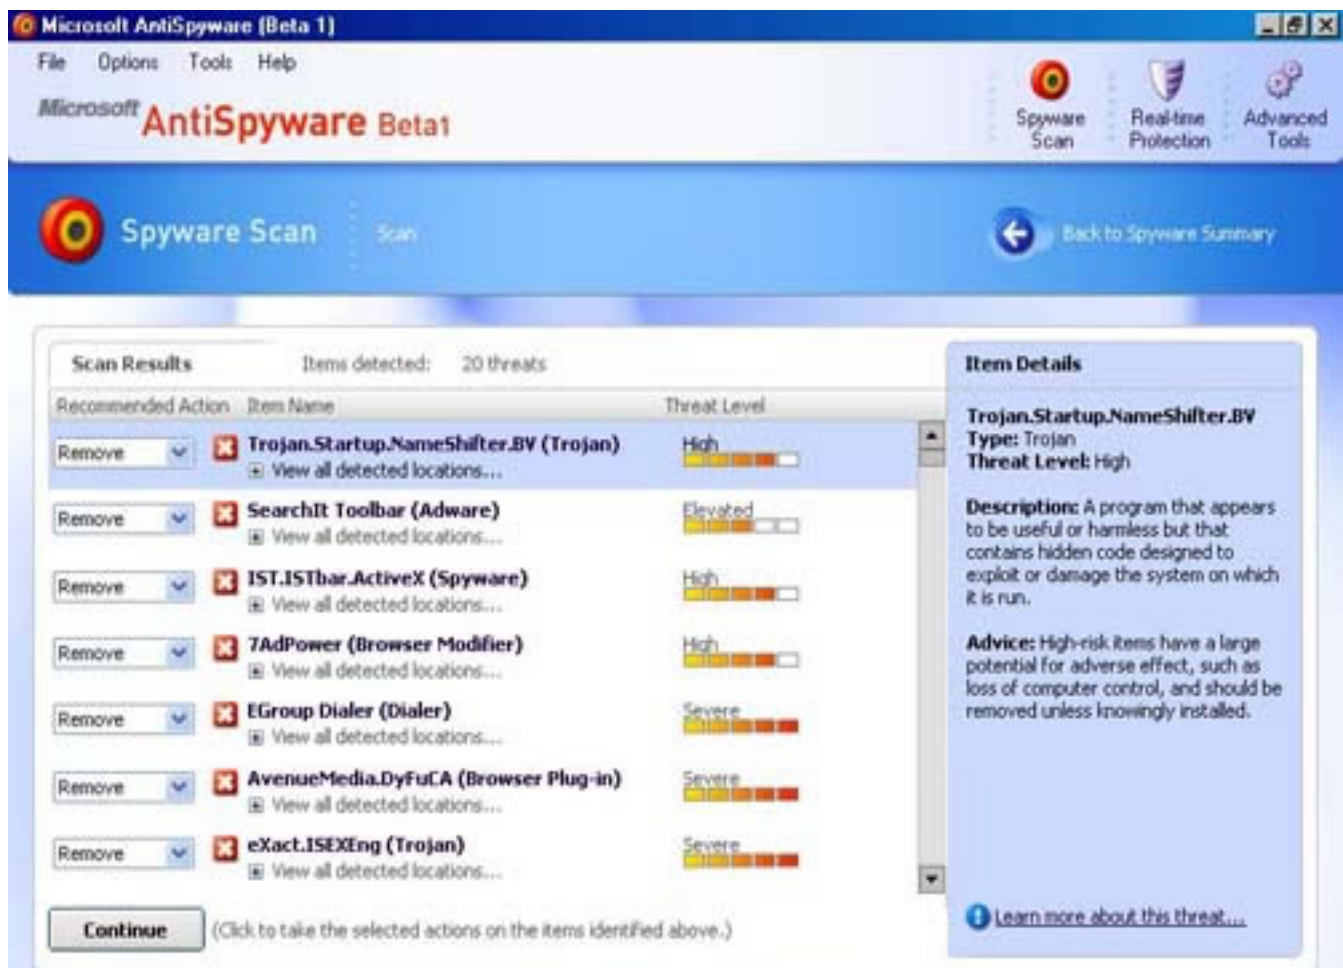 Microsoft AntiSpyware (Beta 1)
File Options Tools Help
Microsoft AntiSpyware Beta1
Spyware Scan
Real-time Protection
Advanced Tools
Spyware Scan
Scan
Back to Spyware Summary
Scan Results Items detected: 20 threats
Recommended Action Item Name Threat Level
Remove Trojan.Startup.NameShifter.BV (Trojan) High
View all detected locations...
Remove SearchIt Toolbar (Adware) Elevated
View all detected locations...
Remove IST.ISTbar.ActiveX (Spyware) High
View all detected locations...
Remove 7AdPower (Browser Modifier) High
View all detected locations...
Remove EGroup Dialer (Dialer) Severe
View all detected locations...
Remove AvenueMedia.DyFuCA (Browser Plug-in) Severe
View all detected locations...
Remove eXact.ISEXEng (Trojan) Severe
View all detected locations...
Continue (Click to take the selected actions on the items identified above.)
Item Details
Trojan.Startup.NameShifter.BV
Type: Trojan
Threat Level: High
Description: A program that appears
to be useful or harmless but that
contains hidden code designed to
exploit or damage the system on which
it is run.
Advice: High-risk items have a large
potential for adverse effect, such as
loss of computer control, and should be
removed unless knowingly installed.
Learn more about this threat...